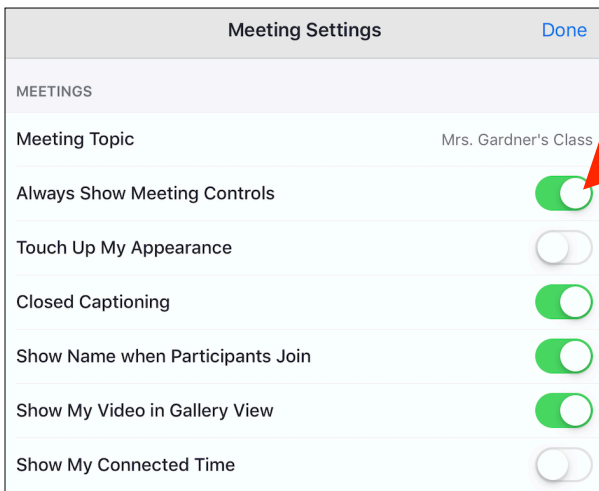 Meeting Settings Done
MEETINGS
Meeting Topic Mrs. Gardner's Class
Always Show Meeting Controls
Touch Up My Appearance
Closed Captioning
Show Name when Participants Join
Show My Video in Gallery View
Show My Connected Time